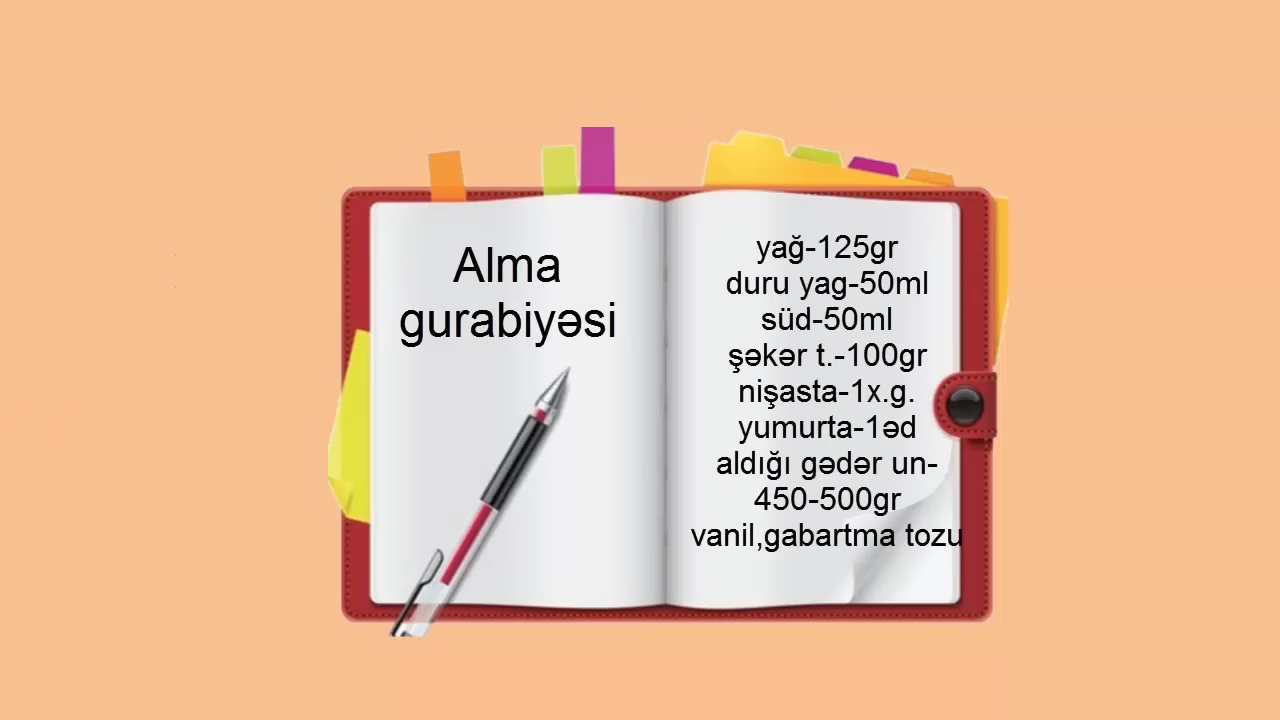 Alma
gurabiyəsi
yağ-125gr
duru yag-50ml
süd-50ml
şəkər t.-100gr
nişasta-1x.g.
yumurta-1əd
aldığı gədər un-
450-500gr
vanil,gabartma tozu